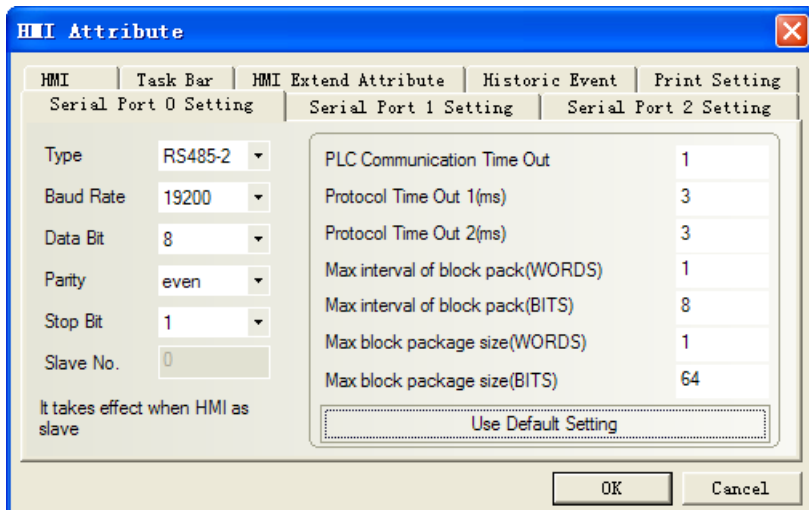 HMI Attribute
HMI Task Bar HMI Extend Attribute Historic Event Print Setting
Serial Port 0 Setting Serial Port 1 Setting Serial Port 2 Setting
Type RS485-2
Baud Rate 19200
Data Bit 8
Parity even
Stop Bit 1
Slave No. 0
It takes effect when HMI as
slave
PLC Communication Time Out 1
Protocol Time Out 1(ms) 3
Protocol Time Out 2(ms) 3
Max interval of block pack(WORDS) 1
Max interval of block pack(BITS) 8
Max block package size(WORDS) 1
Max block package size(BITS) 64
Use Default Setting
OK Cancel